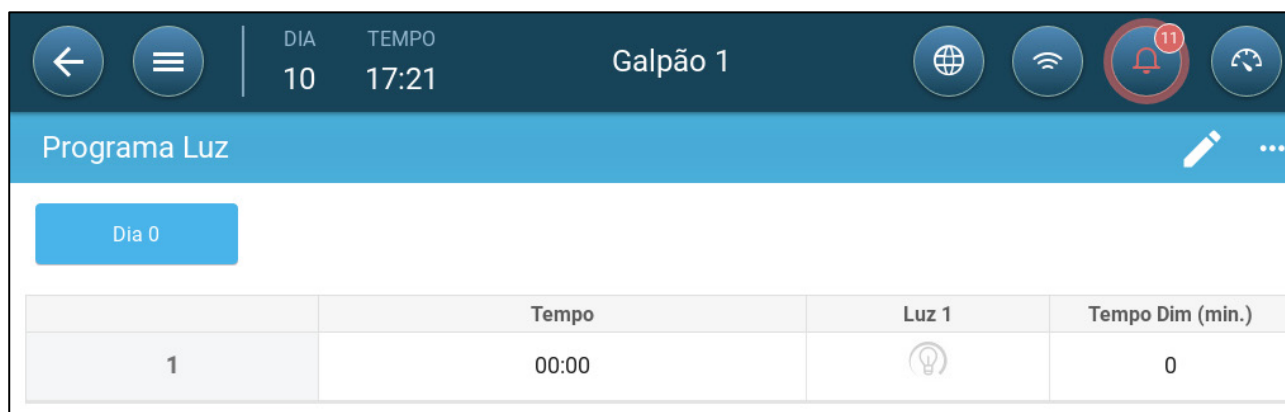 DIA TEMPO
10 17:21 Galpão 1 11
Programa Luz
Dia 0
Tempo Luz 1 Tempo Dim (min.)
1 00:00 0